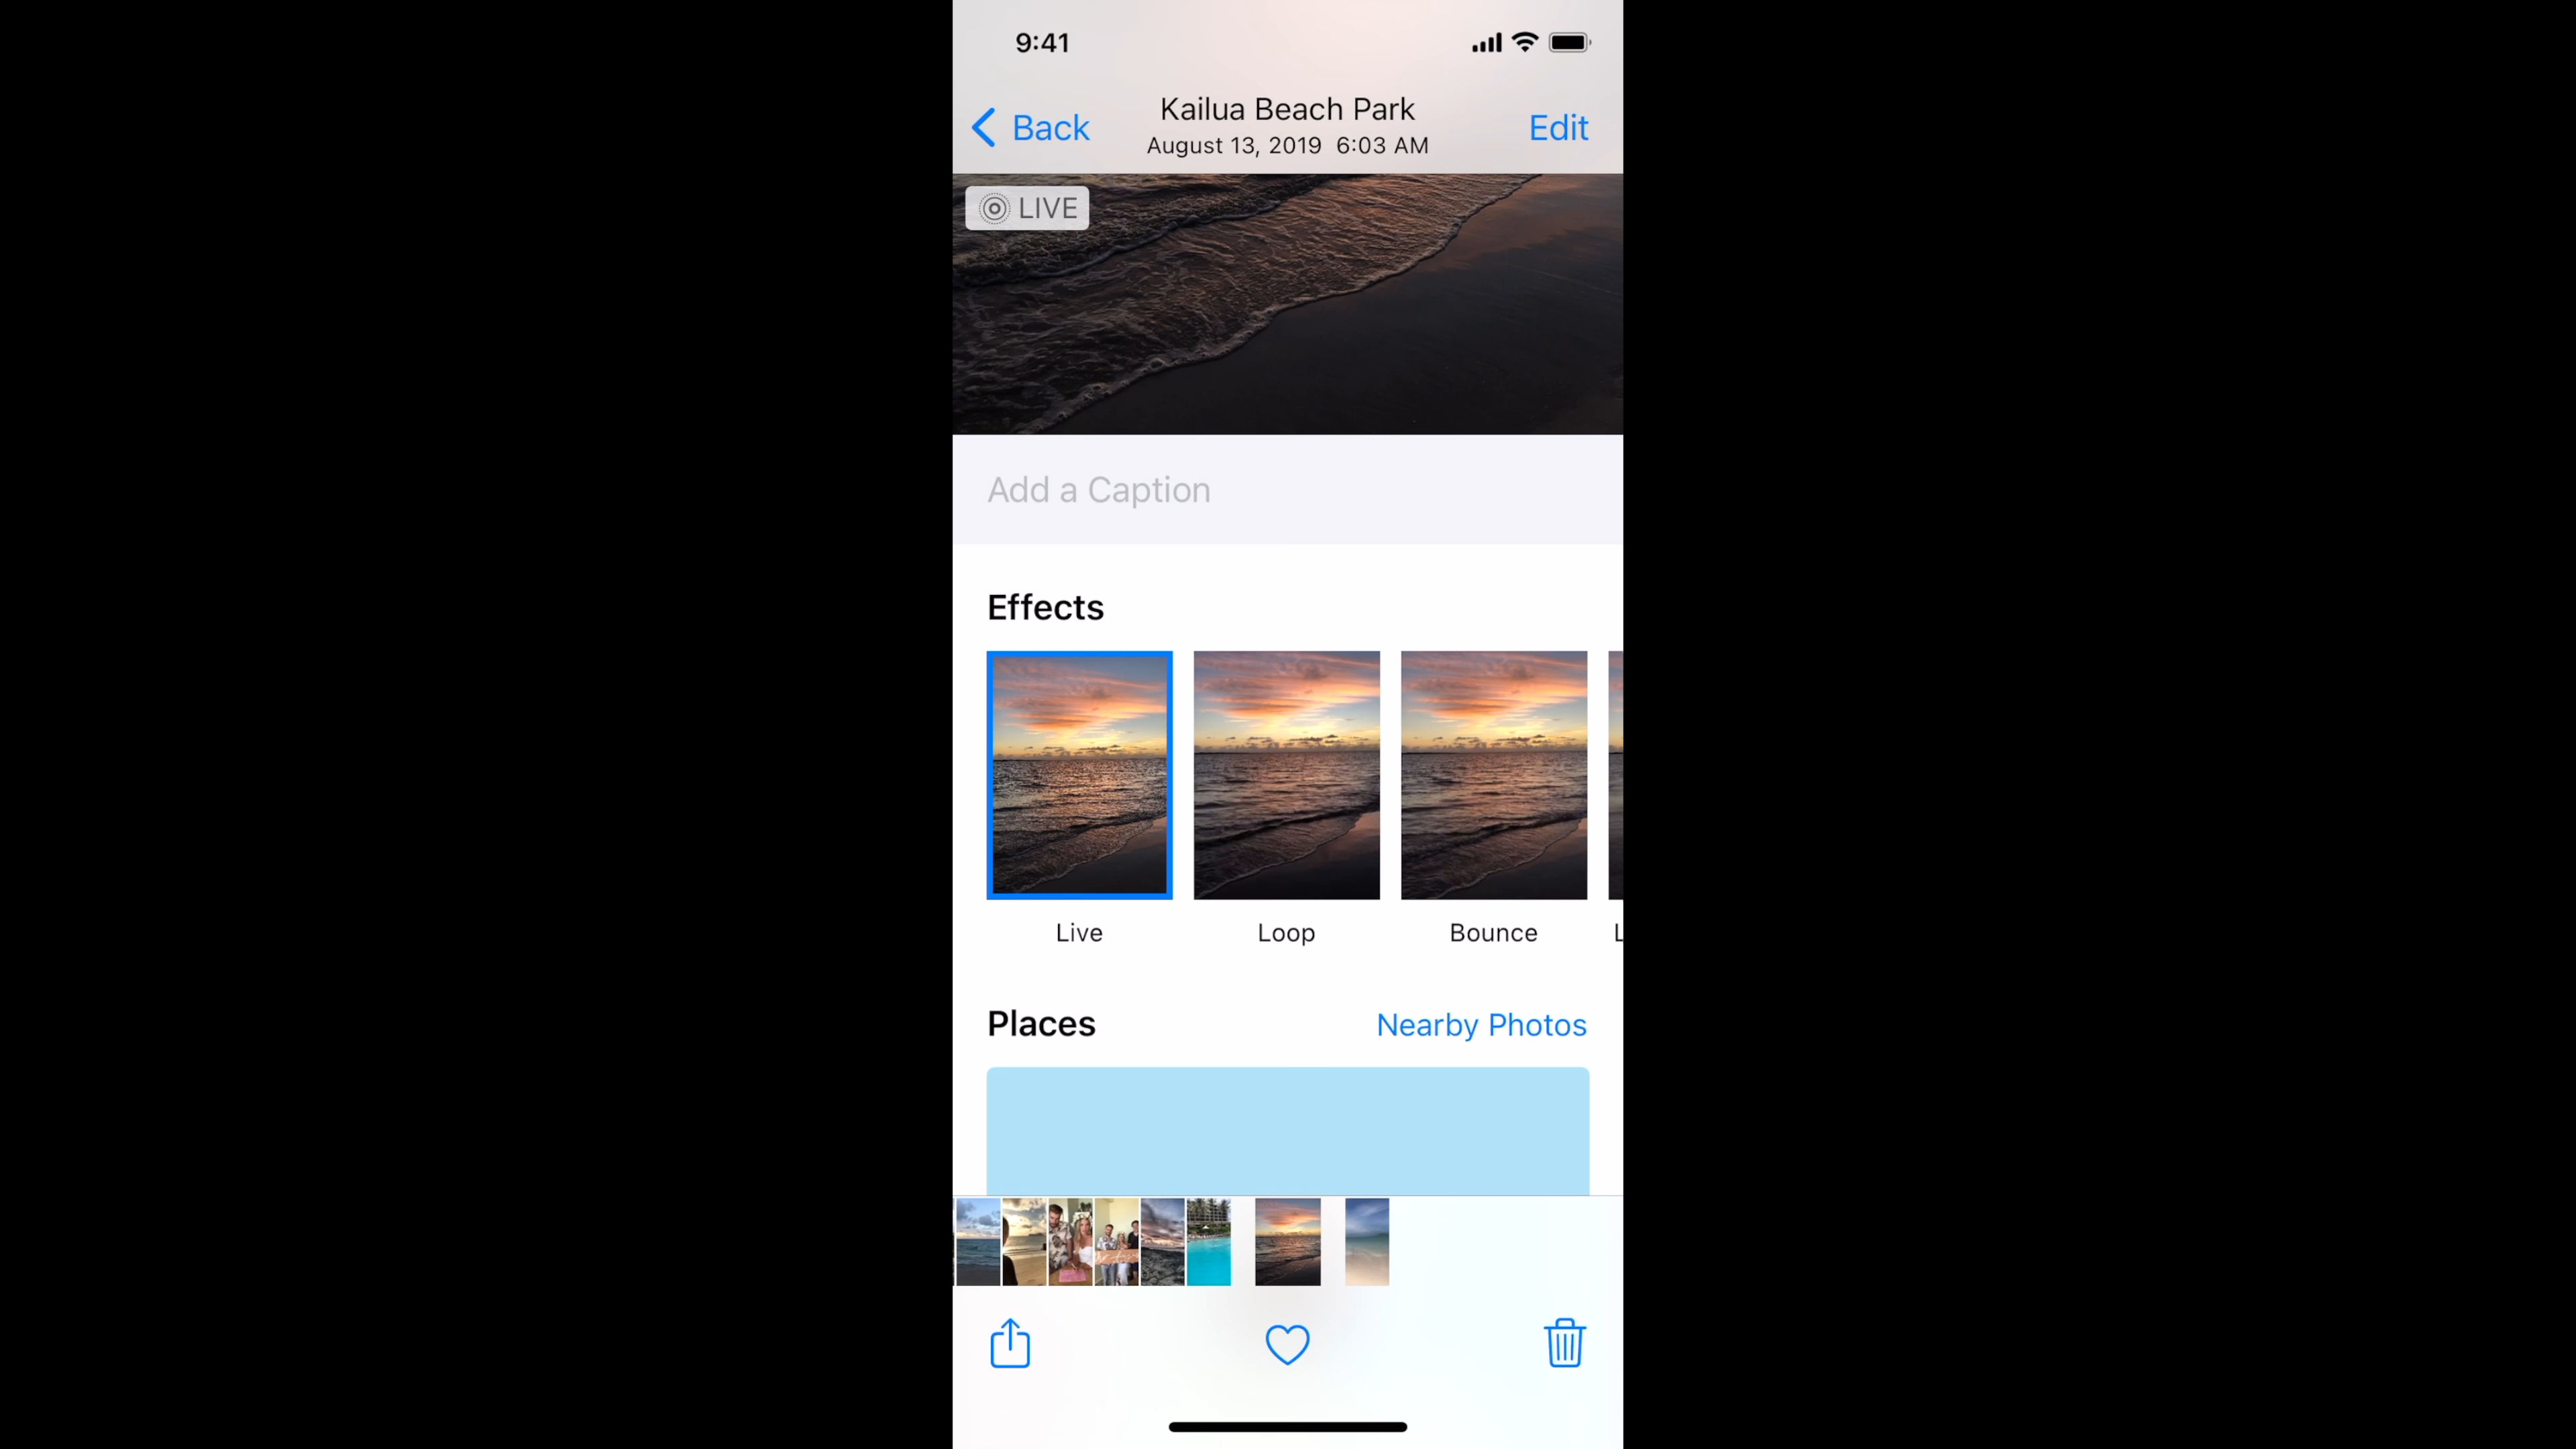 9:41
Back
Kailua Beach Park
August 13, 2019 6:03 AM
Edit
LIVE
Add a Caption
Effects
Live
Loop
Bounce
L
Places
Nearby Photos